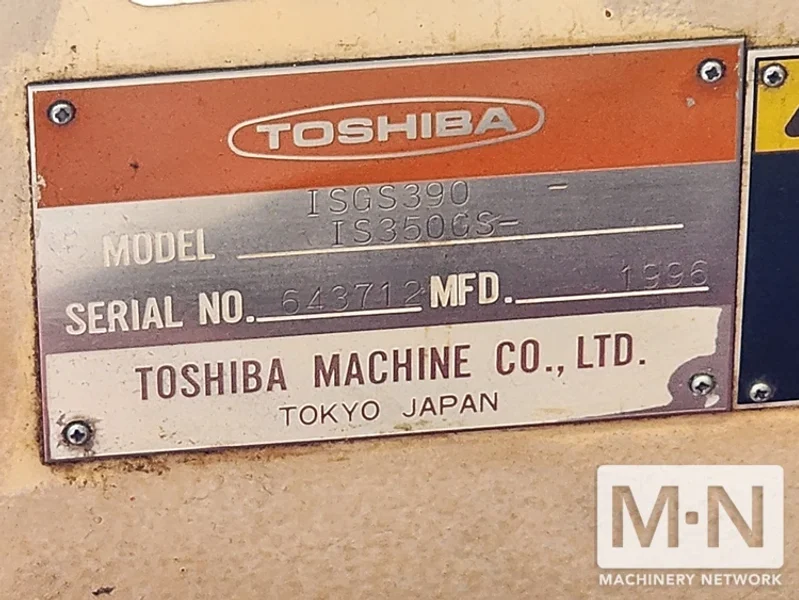 TOSHIBA
ISGS390 -
MODEL IS350GS-
SERIAL NO. 643712 MFD. 1996
TOSHIBA MACHINE CO., LTD.
TOKYO JAPAN
M·N
MACHINERY NETWORK